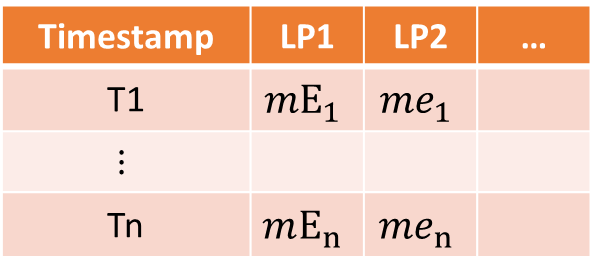 Timestamp LP1 LP2 ...
T1 mE₁ me₁
⋮
Tn mEₙ meₙ